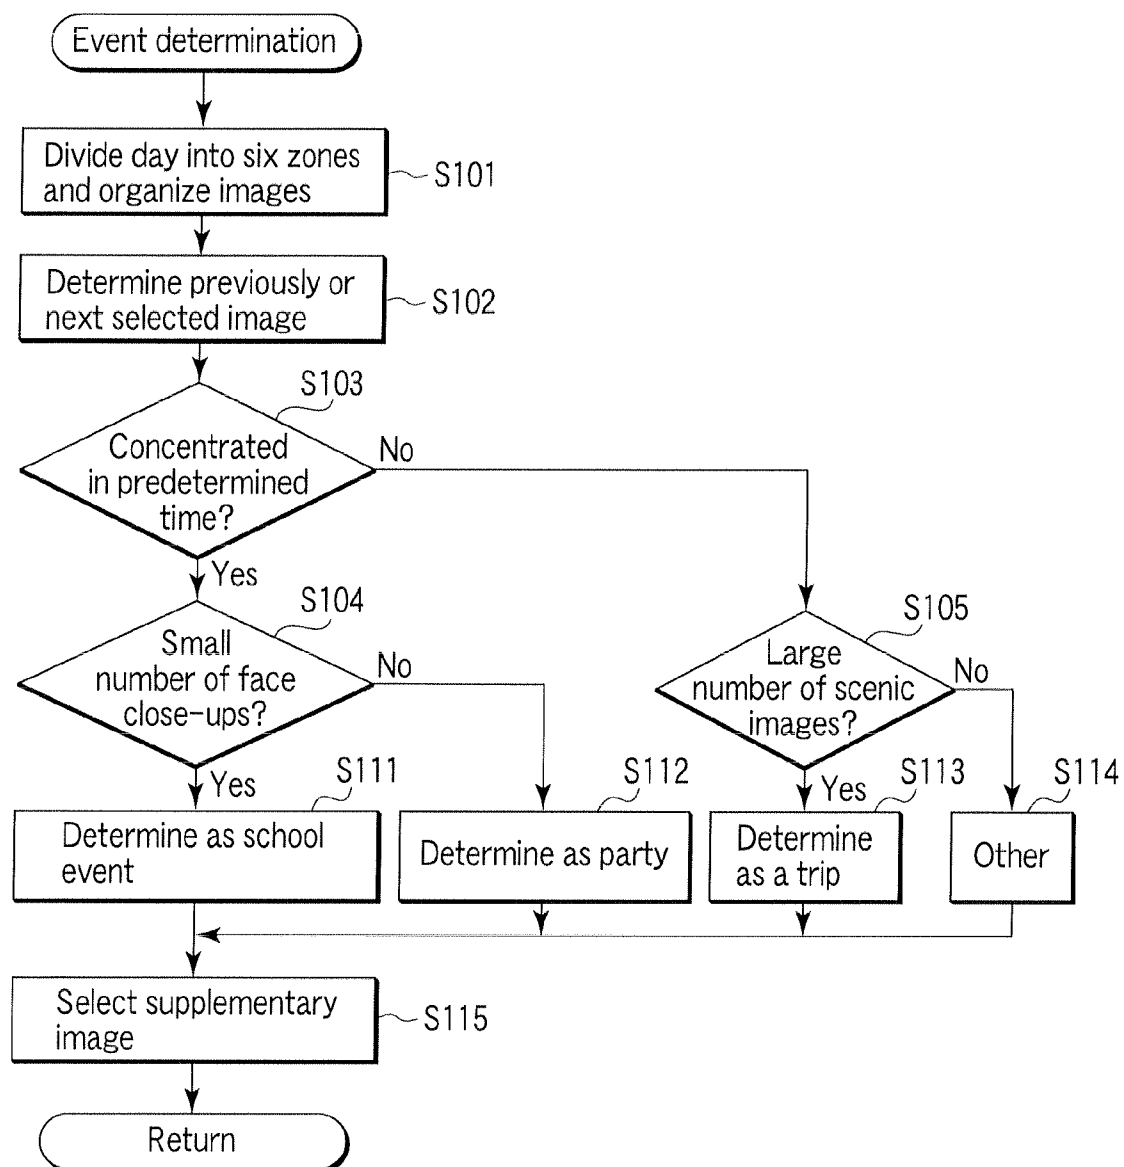 Event determination
Divide day into six zones
and organize images
S101
Determine previously or
next selected image
S102
S103
Concentrated
in predetermined
time?
No
Yes
S104
Small
number of face
close-ups?
No
S105
Large
number of scenic
images?
No
Yes
S111
Determine as school
event
S112
Determine as party
Yes
S113
Determine
as a trip
S114
Other
Select supplementary
image
S115
Return